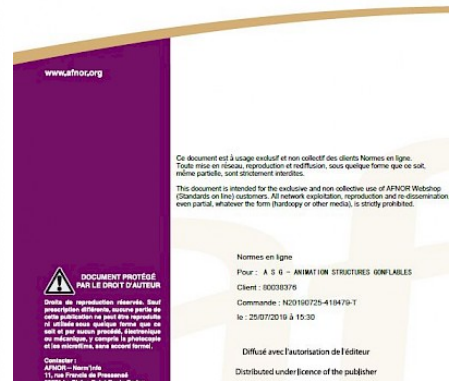 www.afnor.org
Ce document est à usage exclusif et non collectif des clients Normes en ligne.
Toute mise en réseau, reproduction et rediffusion, sous quelque forme que ce soit,
même partielle, sont strictement interdites.
This document is intended for the exclusive and non collective use of AFNOR Webshop
(Standards on line) customers. All network exploitation, reproduction and re-dissemination,
even partial, whatever the form (hardcopy or other media), is strictly prohibited.
DOCUMENT PROTÉGÉ
PAR LE DROIT D'AUTEUR
Droits de reproduction réservés. Sauf
prescription différente, aucune partie de
cette publication ne peut être reproduite
ni utilisée sous quelque forme que ce
soit et par aucun procédé, électronique
ou mécanique, y compris la photocopie
et les microfilms, sans accord formel.
Contacter :
AFNOR – Norm'Info
11, rue Francis de Pressensé
Normes en ligne
Pour : A S G - ANIMATION STRUCTURES GONFLABLES
Client : 80038376
Commande : N20190725-418479-T
le : 25/07/2019 à 15:30
Diffusé avec l'autorisation de l'éditeur
Distributed under licence of the publisher